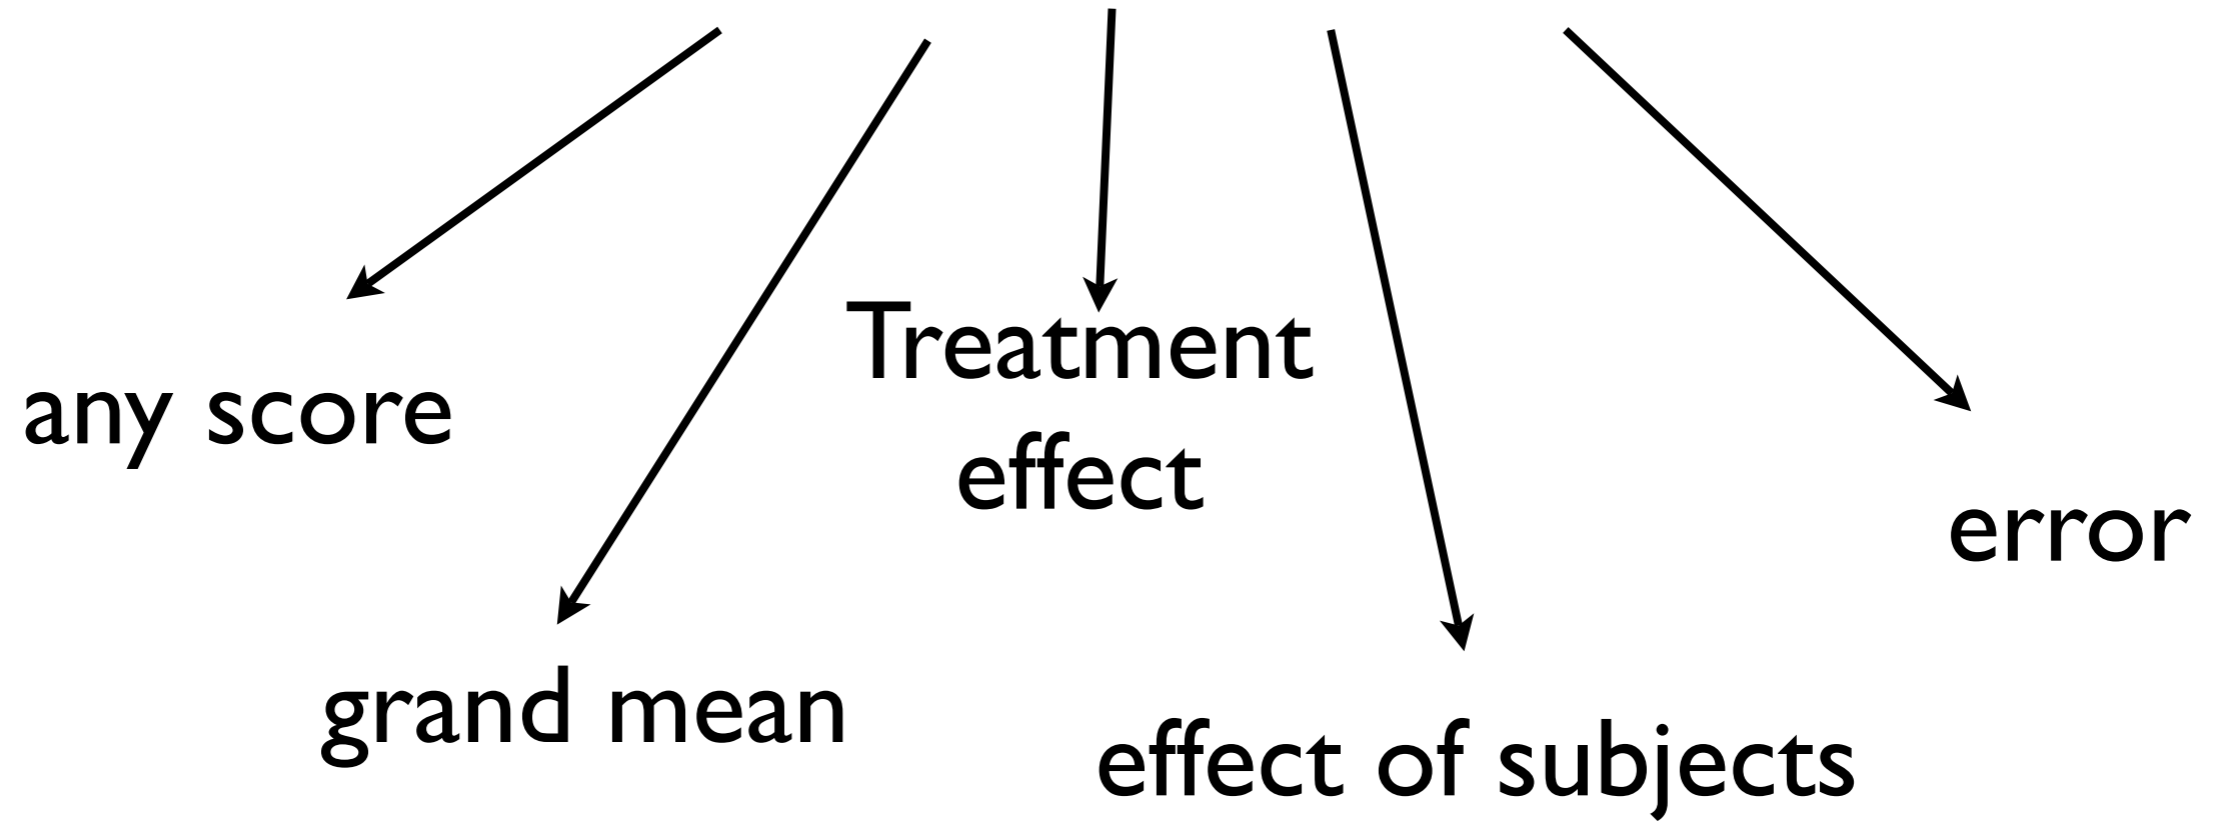 any score
Treatment
effect
error
grand mean
effect of subjects